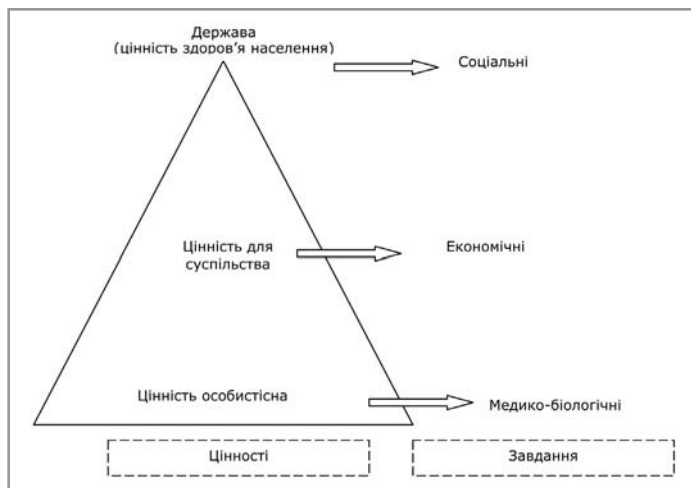 Держава
(цінність здоров’я населення)
Соціальні
Цінність для
суспільства
Економічні
Цінність особистісна
Медико-біологічні
Цінності
Завдання